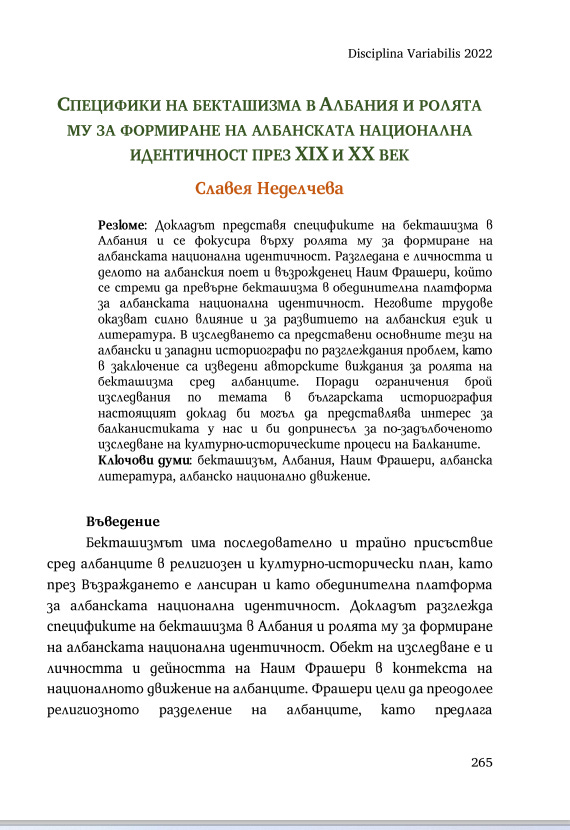 Disciplina Variabilis 2022
Специфики на бекташизма в Албания и ролята
му за формиране на албанската национална
идентичност през XIX и XX век
Славея Неделчева
Резюме: Докладът представя спецификите на бекташизма в
Албания и се фокусира върху ролята му за формиране на
албанската национална идентичност. Разгледана е личността и
делото на албанския поет и възрожденец Наим Фрашери, който
се стреми да превърне бекташизма в обединителна платформа
за албанската национална идентичност. Неговите трудове
оказват силно влияние и за развитието на албанския език и
литература. В изследването са представени основните тези на
албански и западни историографи по разглеждания проблем, като
в заключение са изведени авторските виждания за ролята на
бекташизма сред албанците. Поради ограничения брой
изследвания по темата в българската историография
настоящият доклад би могъл да представлява интерес за
балканистиката у нас и би допринесъл за по-задълбоченото
изследване на културно-историческите процеси на Балканите.
Ключови думи: бекташизъм, Албания, Наим Фрашери, албанска
литература, албанско национално движение.
Въведение
Бекташизмът има последователно и трайно присъствие
сред албанците в религиозен и културно-исторически план, като
през Възраждането е лансиран и като обединителна платформа
за албанската национална идентичност. Докладът разглежда
спецификите на бекташизма в Албания и ролята му за формиране
на албанската национална идентичност. Обект на изследване е и
личността и дейността на Наим Фрашери в контекста на
националното движение на албанците. Фрашери цели да преодолее
религиозното разделение на албанците, като предлага
265